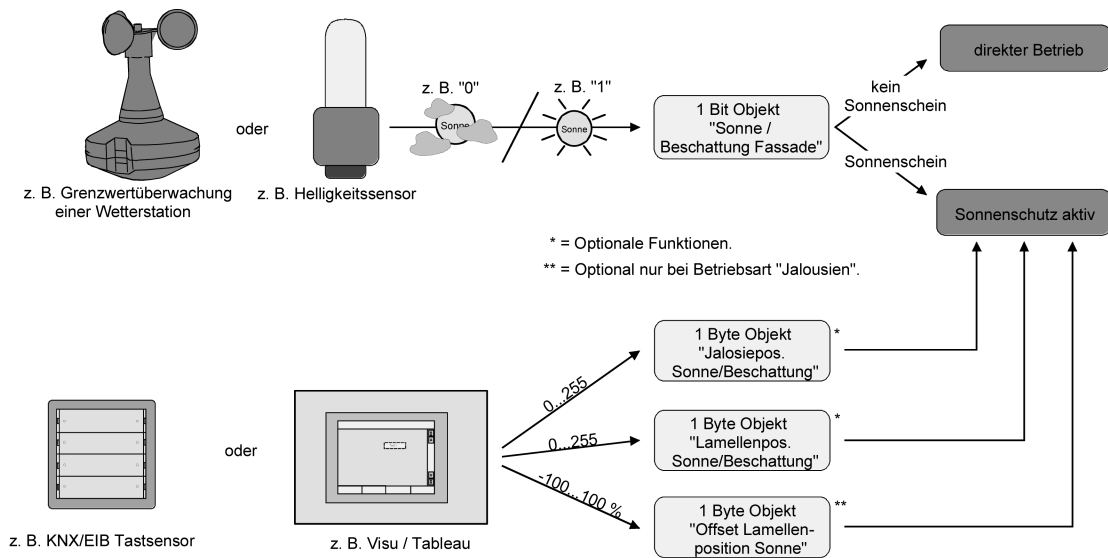 direkter Betrieb
kein
Sonnenschein
z. B. "0"
z. B. "1"
Sonne
Sonne
oder
1 Bit Objekt
"Sonne /
Beschattung Fassade"
Sonnenschein
z. B. Grenzwertüberwachung
einer Wetterstation
z. B. Helligkeitssensor
Sonnenschutz aktiv
* = Optionale Funktionen.
** = Optional nur bei Betriebsart "Jalousien".
1 Byte Objekt
"Jalosiepos.
Sonne/Beschattung"
*
0...255
1 Byte Objekt
"Lamellenpos.
Sonne/Beschattung"
*
0...255
oder
-100...100 %
1 Byte Objekt
"Offset Lamellen-
position Sonne"
**
z. B. KNX/EIB Tastsensor
z. B. Visu / Tableau